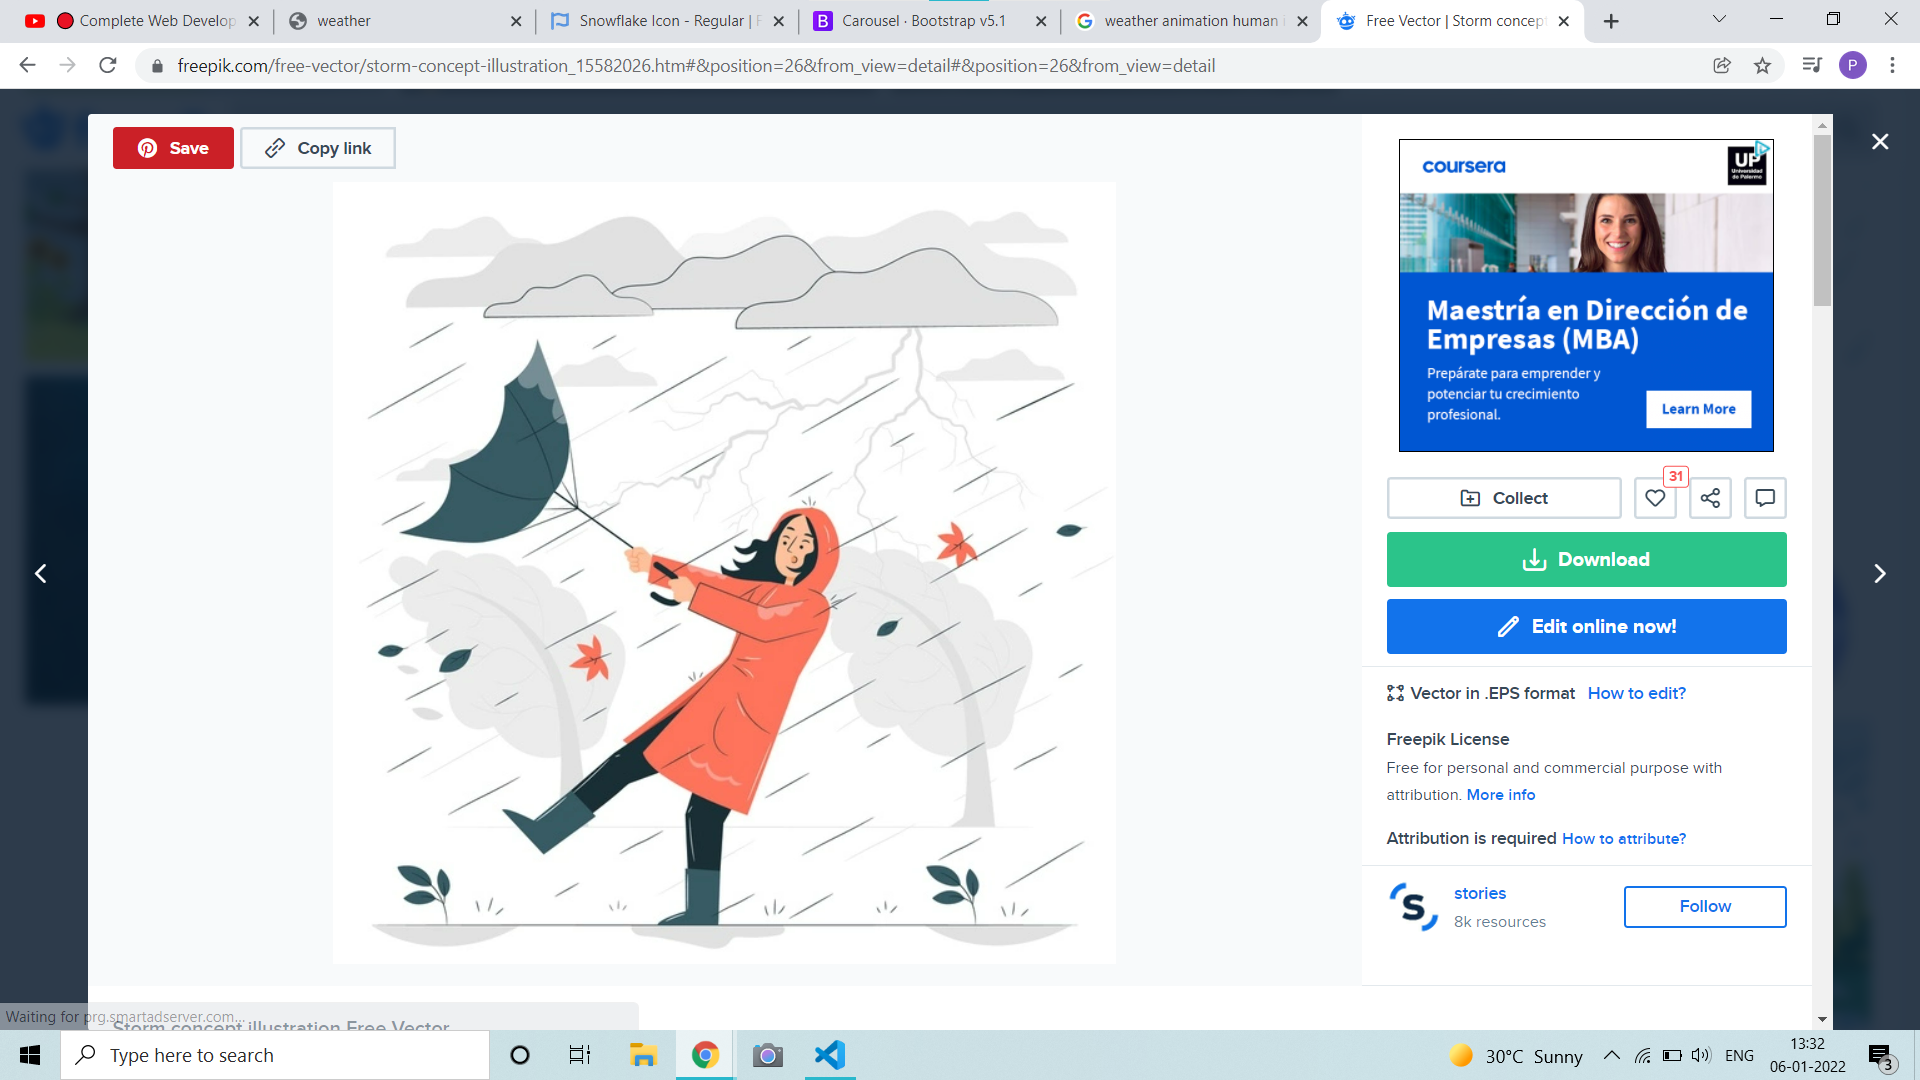 Complete Web Develop
weather
Snowflake Icon - Regular | F
B
Carousel · Bootstrap v5.1
weather animation human i
Free Vector | Storm concept
freepik.com/free-vector/storm-concept-illustration_15582026.htm#&position=26&from_view=detail#&position=26&from_view=detail
P
Save
Copy link
coursera
UP
Universidad
de Palermo
Maestría en Dirección de
Empresas (MBA)
Prepárate para emprender y
potenciar tu crecimiento
profesional.
Learn More
31
Collect
Download
Edit online now!
Vector in .EPS format How to edit?
Freepik License
Free for personal and commercial purpose with
attribution. More info
Attribution is required How to attribute?
S
stories
8k resources
Follow
Waiting for prg.smartadserver.com...
Storm concept illustration Free Vector
Type here to search
30°C Sunny
ENG
13:32
06-01-2022
3